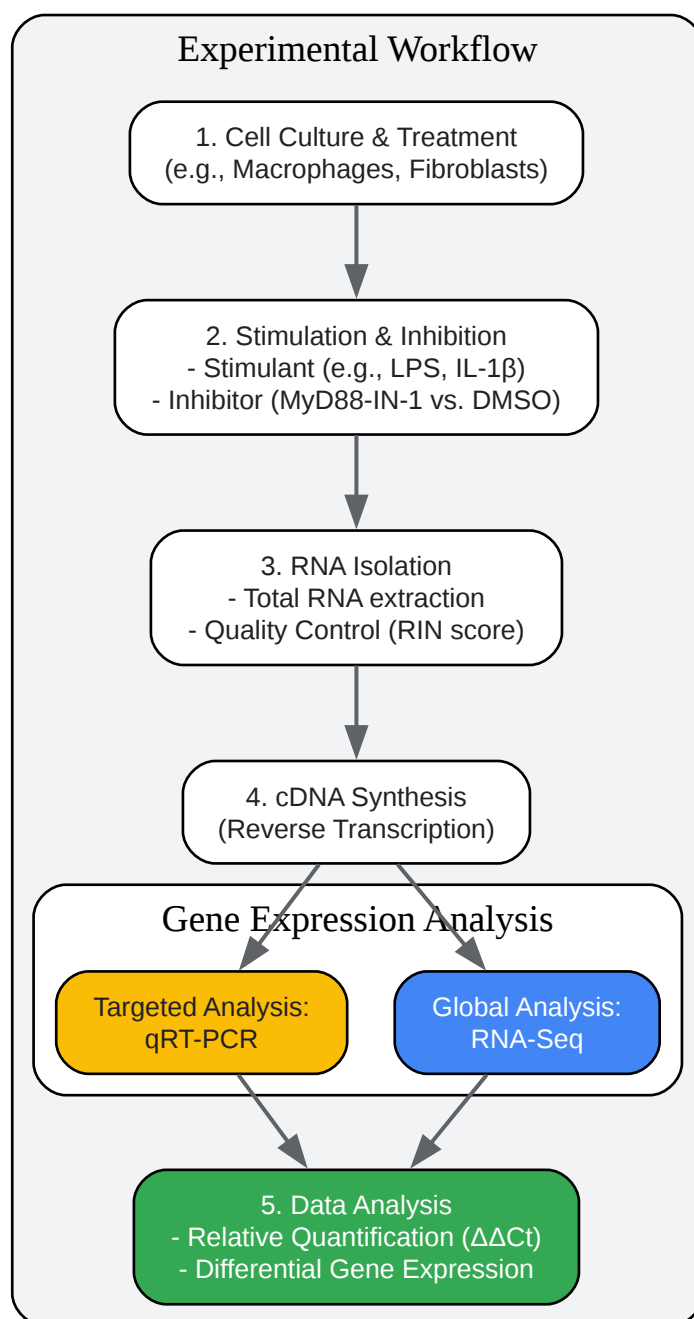 Experimental Workflow
1. Cell Culture & Treatment
(e.g., Macrophages, Fibroblasts)
2. Stimulation & Inhibition
- Stimulant (e.g., LPS, IL-1β)
- Inhibitor (MyD88-IN-1 vs. DMSO)
3. RNA Isolation
- Total RNA extraction
- Quality Control (RIN score)
4. cDNA Synthesis
(Reverse Transcription)
Gene Expression Analysis
Targeted Analysis:
qRT-PCR
Global Analysis:
RNA-Seq
5. Data Analysis
- Relative Quantification (ΔΔCt)
- Differential Gene Expression